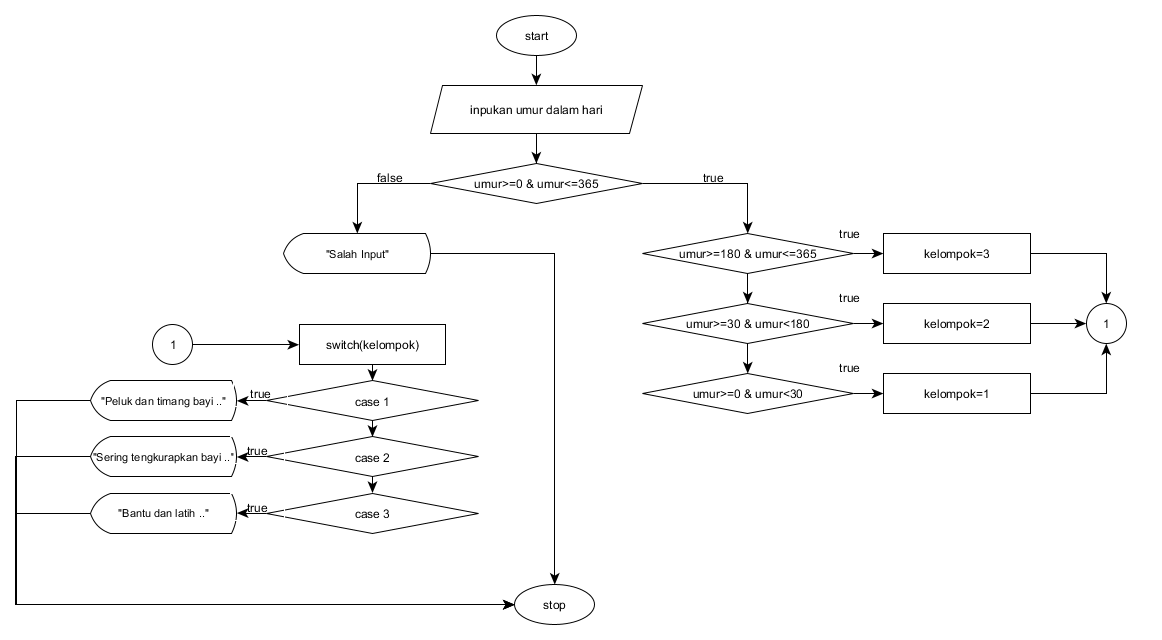 start
inpukan umur dalam hari
umur>=0 & umur<=365
false
true
"Salah Input"
umur>=180 & umur<=365
true
kelompok=3
umur>=30 & umur<180
true
kelompok=2
1
umur>=0 & umur<30
true
kelompok=1
1
switch(kelompok)
case 1
true
"Peluk dan timang bayi .."
case 2
true
"Sering tengkurapkan bayi .."
case 3
true
"Bantu dan latih .."
stop